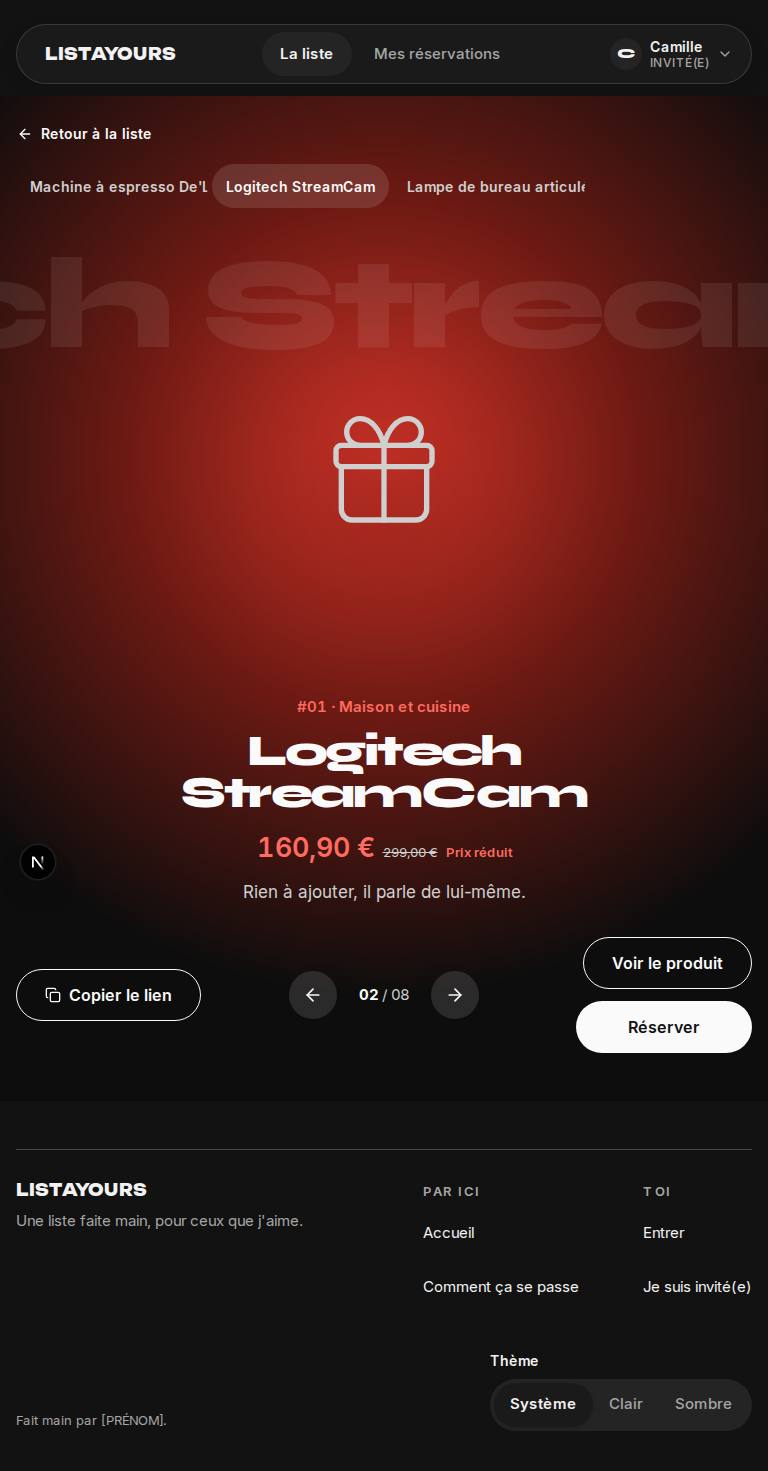 LISTAYOURS
La liste
Mes réservations
C
Camille
INVITÉ(E)
Retour à la liste
Machine à espresso De'L
Logitech StreamCam
Lampe de bureau articulé
ch Strea
#01 · Maison et cuisine
Logitech
StreamCam
160,90 € 299,00 € Prix réduit
Rien à ajouter, il parle de lui-même.
N
Voir le produit
Copier le lien
02 / 08
Réserver
LISTAYOURS
Une liste faite main, pour ceux que j'aime.
PAR ICI
Accueil
Comment ça se passe
TOI
Entrer
Je suis invité(e)
Thème
Système
Clair
Sombre
Fait main par [PRÉNOM].